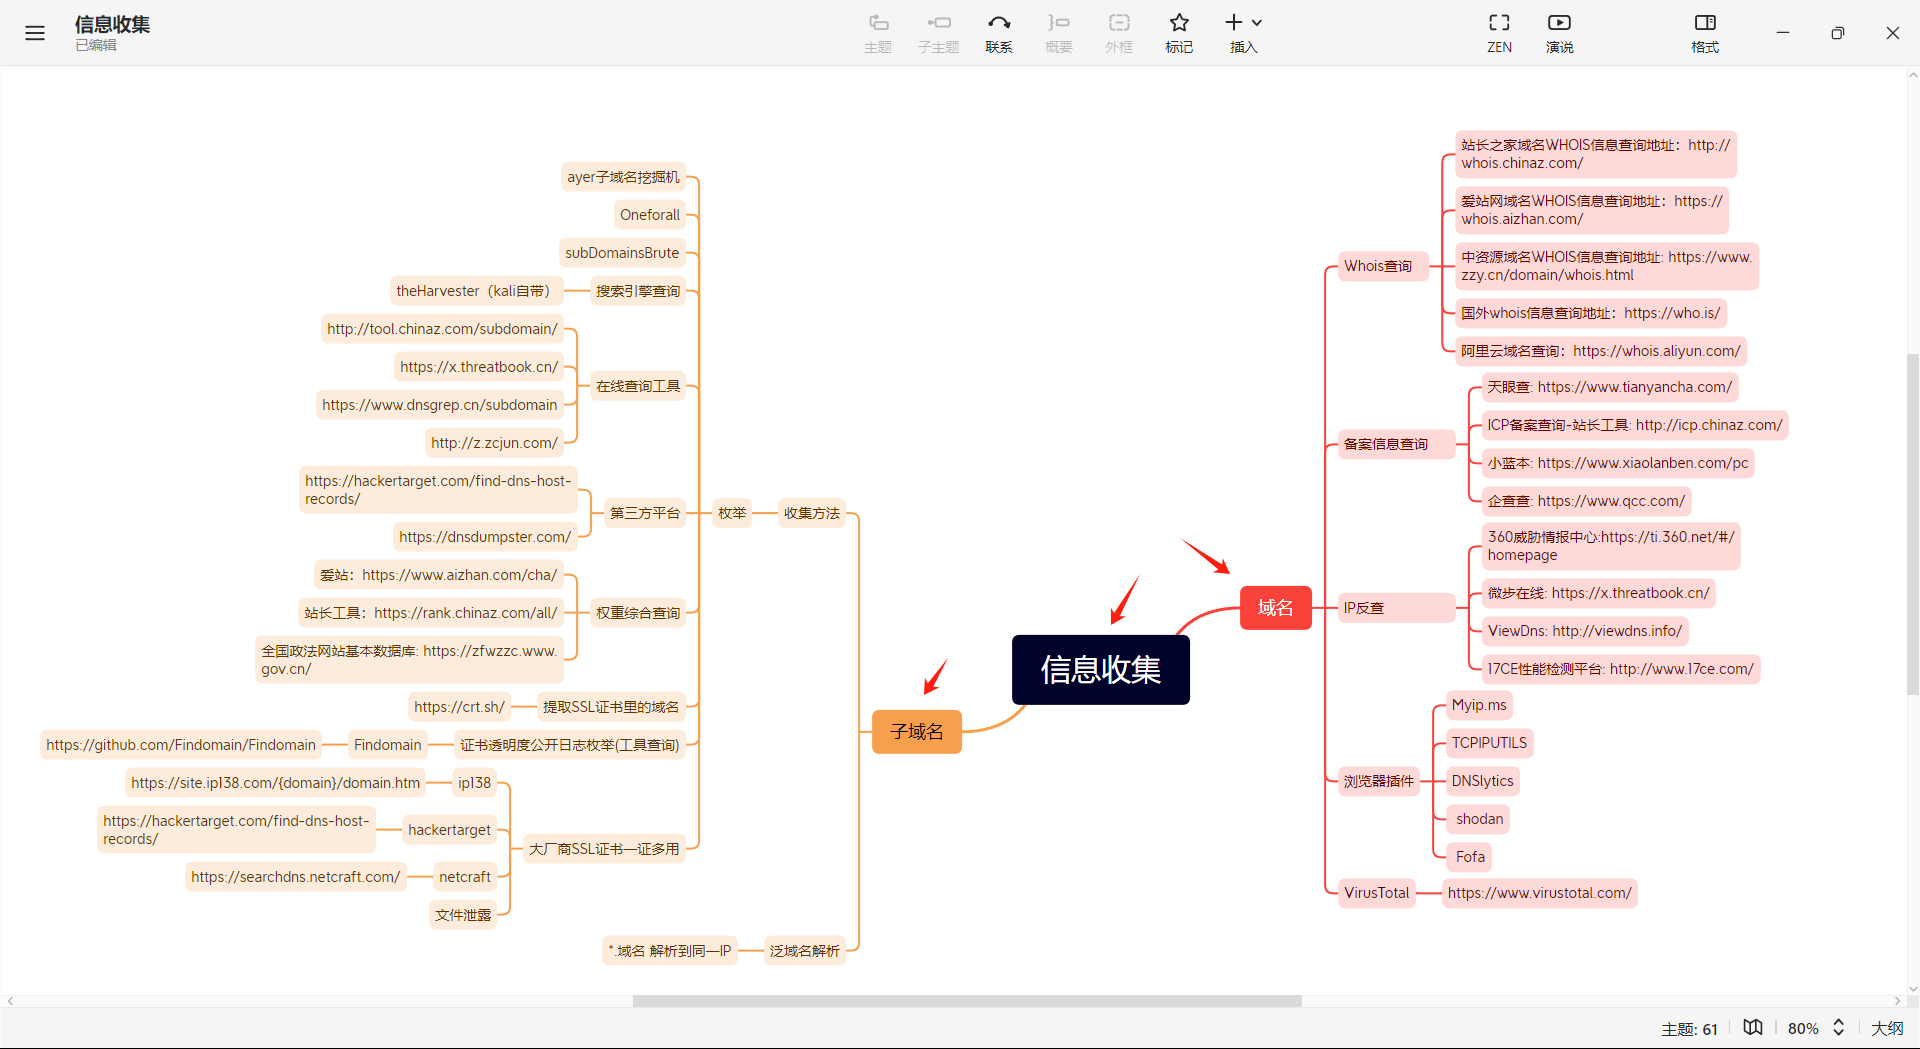 信息收集
已编辑
主题
子主题
联系
概要
外框
标记
插入
ZEN
演说
格式
ayer子域名挖掘机
Oneforall
subDomainsBrute
theHarvester（kali自带）
搜索引擎查询
http://tool.chinaz.com/subdomain/
https://x.threatbook.cn/
https://www.dnsgrep.cn/subdomain
http://z.zcjun.com/
在线查询工具
https://hackertarget.com/find-dns-host-
records/
https://dnsdumpster.com/
第三方平台
枚举
收集方法
爱站：https://www.aizhan.com/cha/
站长工具：https://rank.chinaz.com/all/
全国政法网站基本数据库: https://zfwzzc.www.
gov.cn/
权重综合查询
https://crt.sh/
提取SSL证书里的域名
https://github.com/Findomain/Findomain
Findomain
证书透明度公开日志枚举(工具查询)
https://site.ip138.com/{domain}/domain.htm
ip138
https://hackertarget.com/find-dns-host-
records/
hackertarget
大厂商SSL证书一证多用
https://searchdns.netcraft.com/
netcraft
文件泄露
*.域名 解析到同一IP
泛域名解析
子域名
信息收集
域名
Whois查询
站长之家域名WHOIS信息查询地址：http://
whois.chinaz.com/
爱站网域名WHOIS信息查询地址：https://
whois.aizhan.com/
中资源域名WHOIS信息查询地址: https://www.
zzy.cn/domain/whois.html
国外whois信息查询地址：https://who.is/
阿里云域名查询：https://whois.aliyun.com/
备案信息查询
天眼查: https://www.tianyancha.com/
ICP备案查询-站长工具: http://icp.chinaz.com/
小蓝本: https://www.xiaolanben.com/pc
企查查: https://www.qcc.com/
IP反查
360威胁情报中心:https://ti.360.net/#/
homepage
微步在线: https://x.threatbook.cn/
ViewDns: http://viewdns.info/
17CE性能检测平台: http://www.17ce.com/
浏览器插件
Myip.ms
TCPIPUTILS
DNSlytics
shodan
Fofa
VirusTotal
https://www.virustotal.com/
主题: 61
80%
大纲